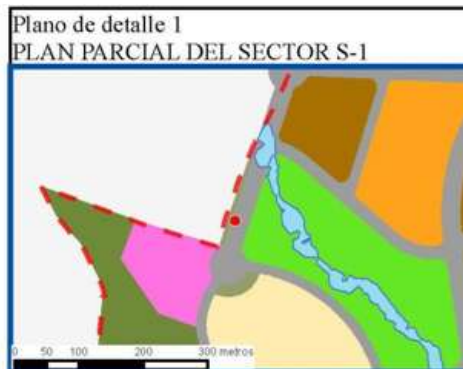 Plano de detalle 1
PLAN PARCIAL DEL SECTOR S-1
0 50 100 200 300 metros